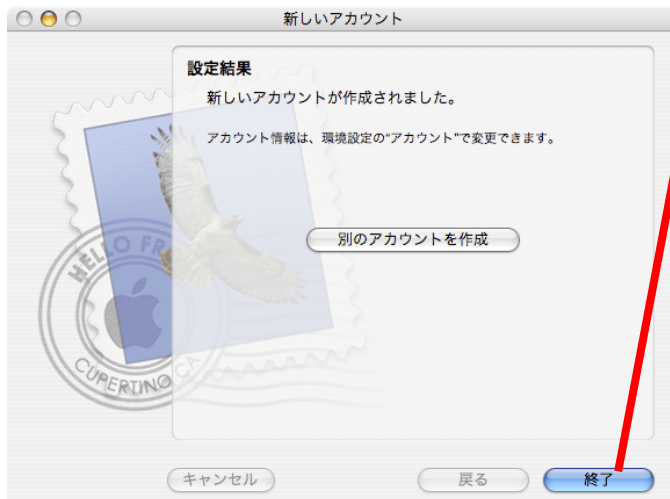 新しいアカウント
設定結果
新しいアカウントが作成されました。
アカウント情報は、環境設定の“アカウント”で変更できます。
別のアカウントを作成
HELLO FR
CUPERTINO CA
キャンセル
戻る
終了